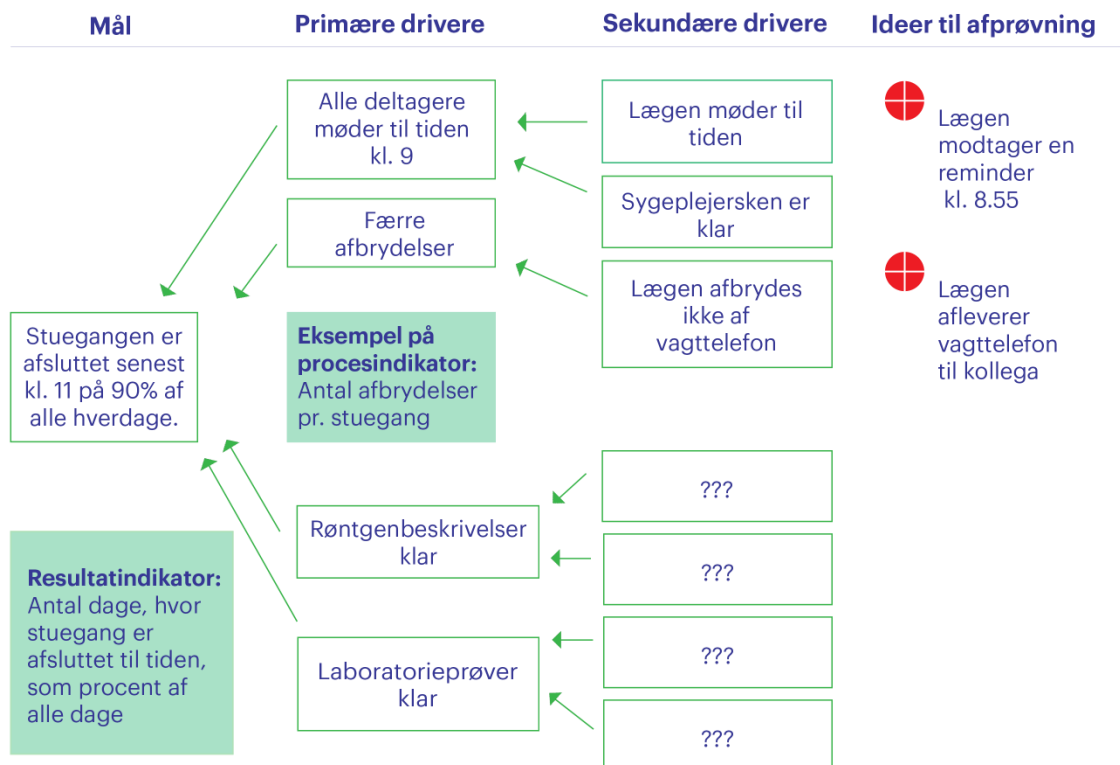 Mål
Primære drivere
Sekundære drivere
Ideer til afprøvning
Alle deltagere
møder til tiden
kl. 9
Færre
afbrydelser
Lægen møder til
tiden
Sygeplejersken er
klar
Lægen afbrydes
ikke af
vagttelefon
Lægen
modtager en
reminder
kl. 8.55
Lægen
afleverer
vagttelefon
til kollega
Stuegangen er
afsluttet senest
kl. 11 på 90% af
alle hverdage.
Eksempel på
procesindikator:
Antal afbrydelser
pr. stuegang
Røntgenbeskrivelser
klar
Laboratorieprøver
klar
???
???
???
???
Resultatindikator:
Antal dage, hvor
stuegang er
afsluttet til tiden,
som procent af
alle dage